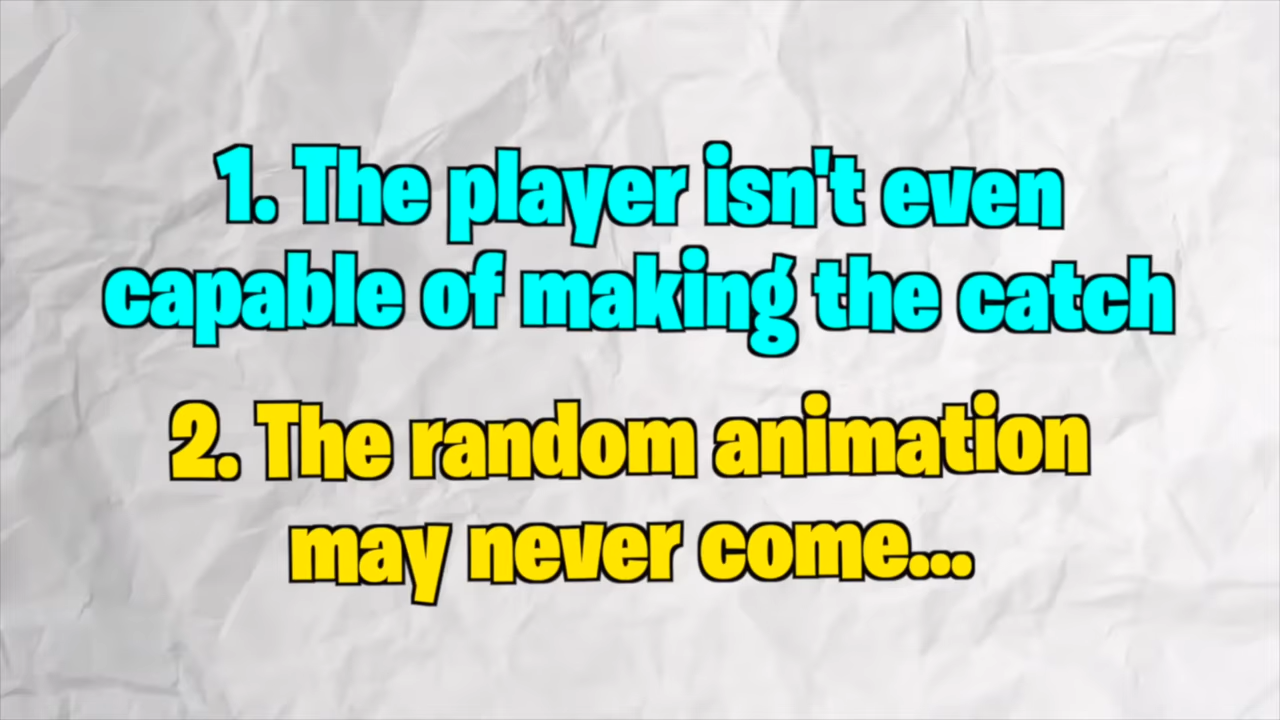 1. The player isn't even
capable of making the catch
2. The random animation
may never come...